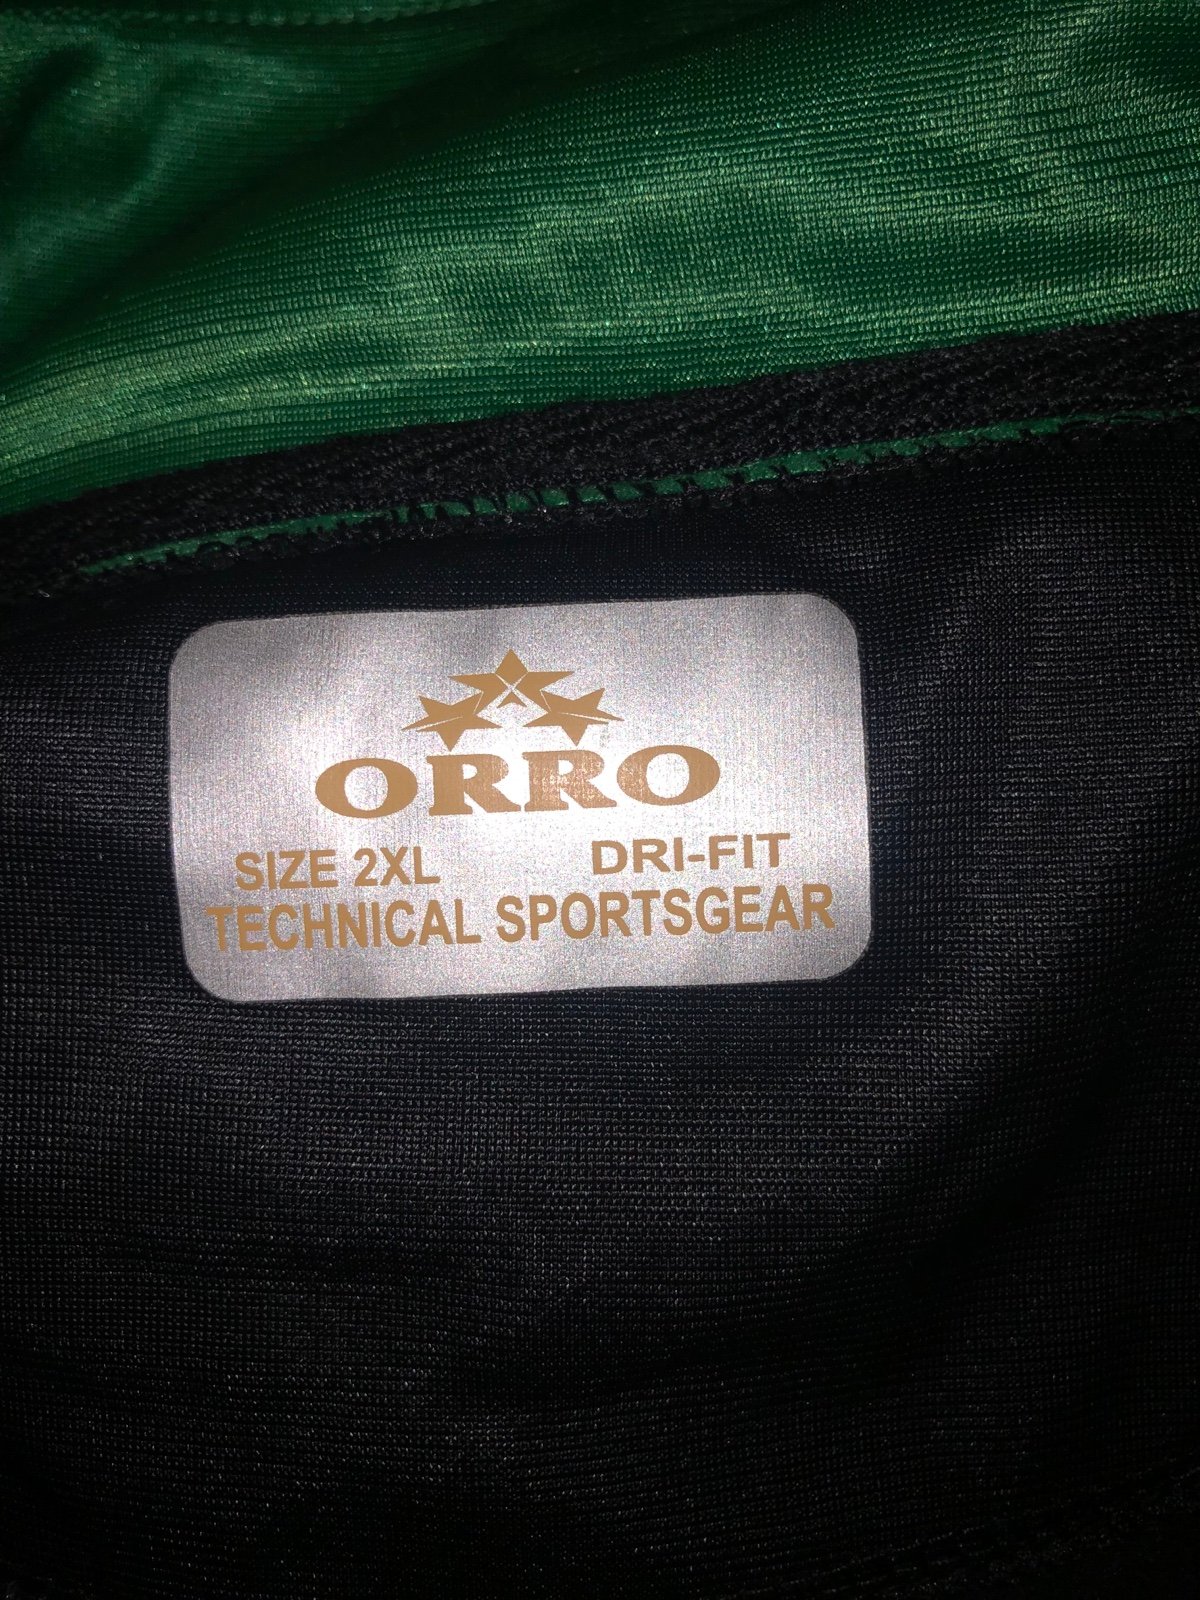 ORRO
SIZE 2XL DRI-FIT
TECHNICAL SPORTSGEAR